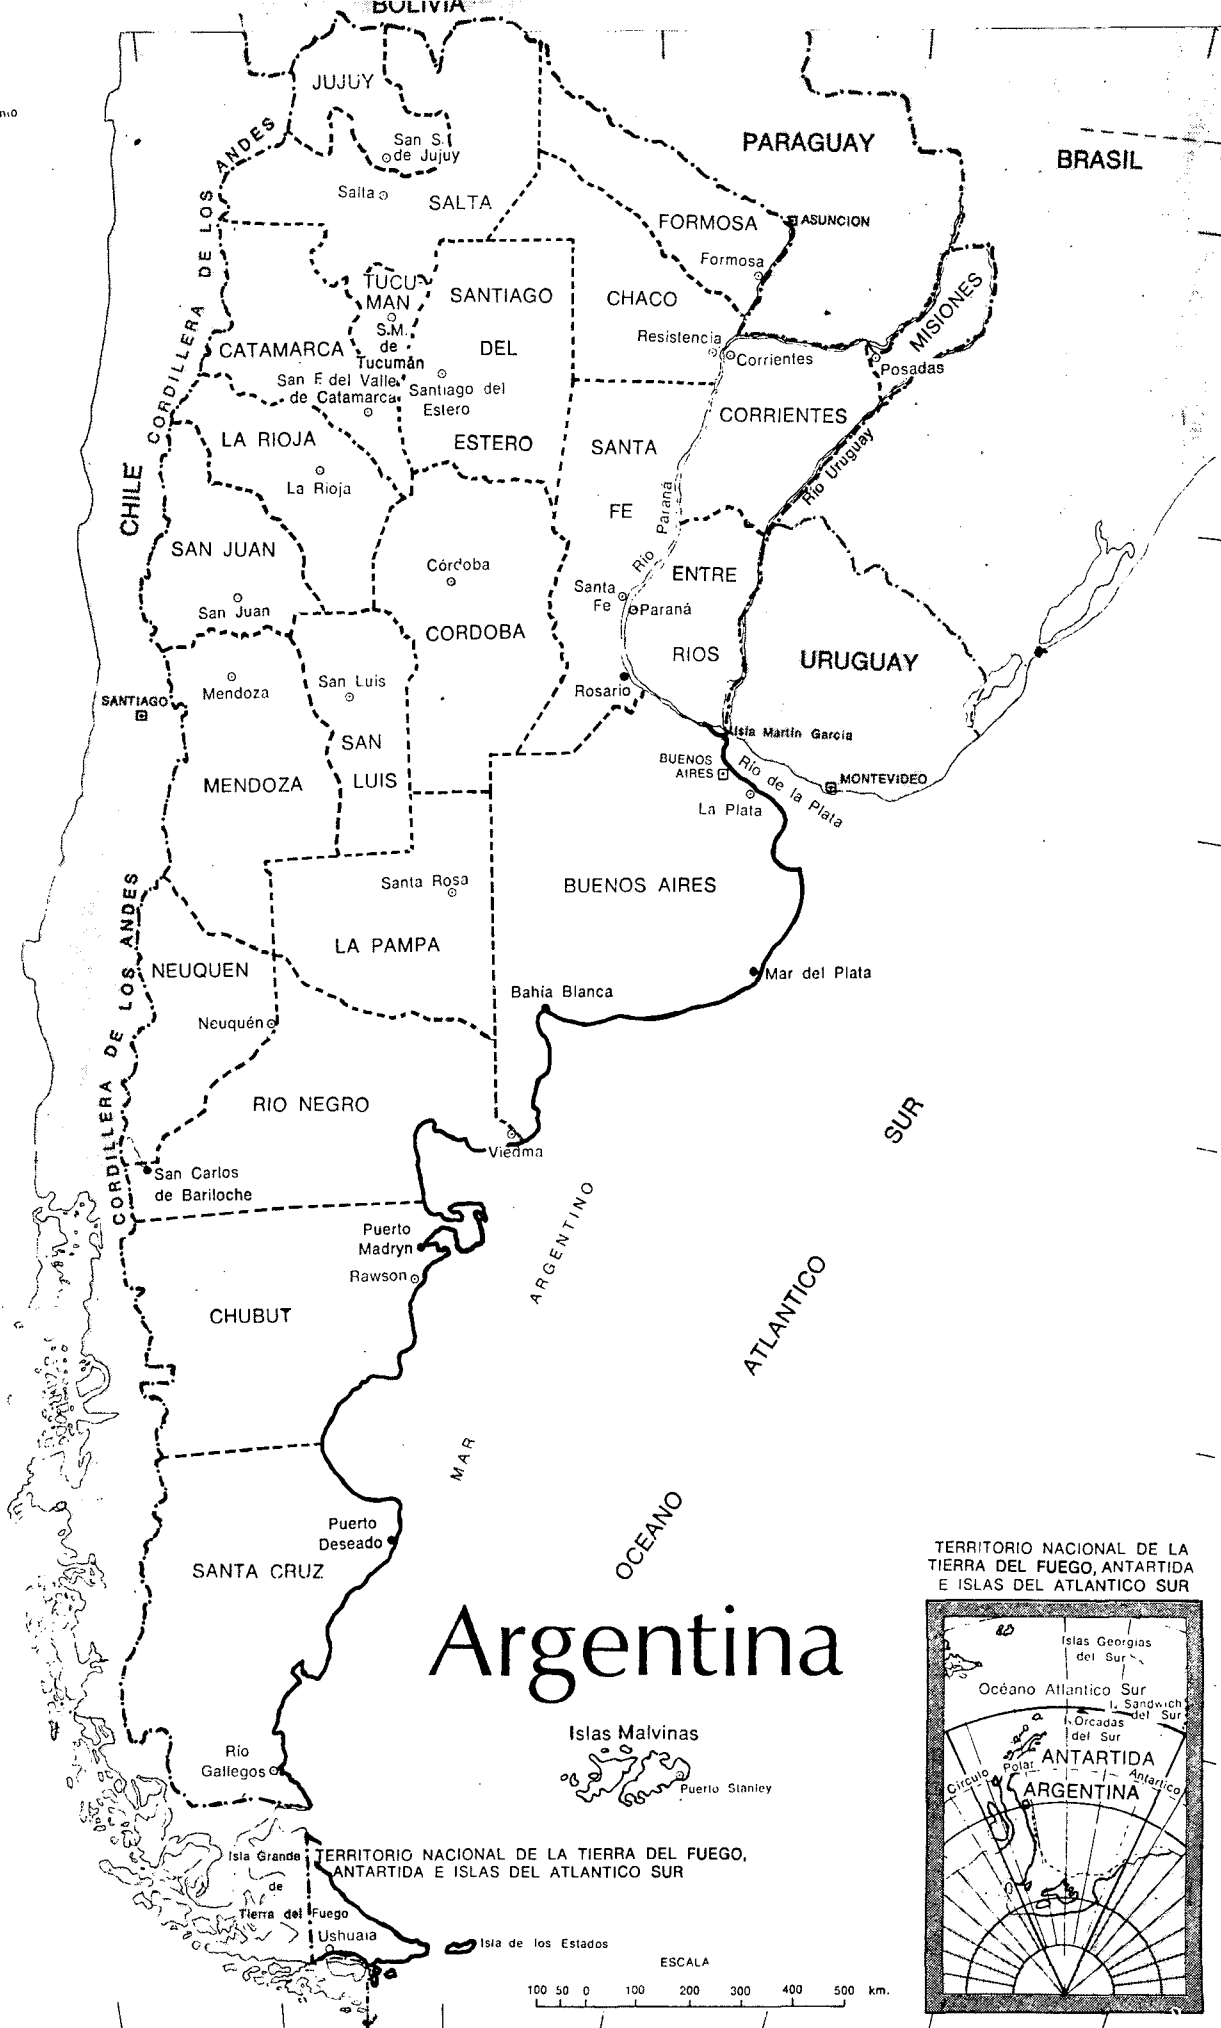 BOLIVIA
JUJUY
San S.
de Jujuy
Salta
SALTA
PARAGUAY
BRASIL
CORDILLERA DE LOS ANDES
FORMOSA
ASUNCION
Formosa
TUCU-
MAN
S.M.
de
Tucumán
SANTIAGO
DEL
ESTERO
CHACO
Resistencia
Corrientes
MISIONES
Posadas
CATAMARCA
San F. del Valle
de Catamarca
Santiago del
Estero
CORRIENTES
LA RIOJA
La Rioja
SANTA
FE
Río Paraná
Río Uruguay
CHILE
SAN JUAN
San Juan
Córdoba
CORDOBA
Santa
Fe
Paraná
ENTRE
RIOS
URUGUAY
Mendoza
San Luis
Rosario
SANTIAGO
SAN
LUIS
MENDOZA
Isla Martín García
BUENOS
AIRES
Río de la Plata
MONTEVIDEO
La Plata
Santa Rosa
BUENOS AIRES
LA PAMPA
CORDILLERA DE LOS ANDES
NEUQUEN
Neuquén
Mar del Plata
Bahía Blanca
RIO NEGRO
Viedma
San Carlos
de Bariloche
Puerto
Madryn
Rawson
CHUBUT
MAR ARGENTINO
OCEANO ATLANTICO SUR
Puerto
Deseado
SANTA CRUZ
Argentina
Islas Malvinas
Puerto Stanley
Río
Gallegos
Isla Grande
de
Tierra del Fuego
TERRITORIO NACIONAL DE LA TIERRA DEL FUEGO,
ANTARTIDA E ISLAS DEL ATLANTICO SUR
Ushuaia
Isla de los Estados
ESCALA
100 50 0 100 200 300 400 500 km.
TERRITORIO NACIONAL DE LA
TIERRA DEL FUEGO, ANTARTIDA
E ISLAS DEL ATLANTICO SUR
Islas Georgias
del Sur
Océano Atlantico Sur
I. Sandwich
del Sur
I. Orcadas
del Sur
ANTARTIDA
Círculo Polar Antartico
ARGENTINA